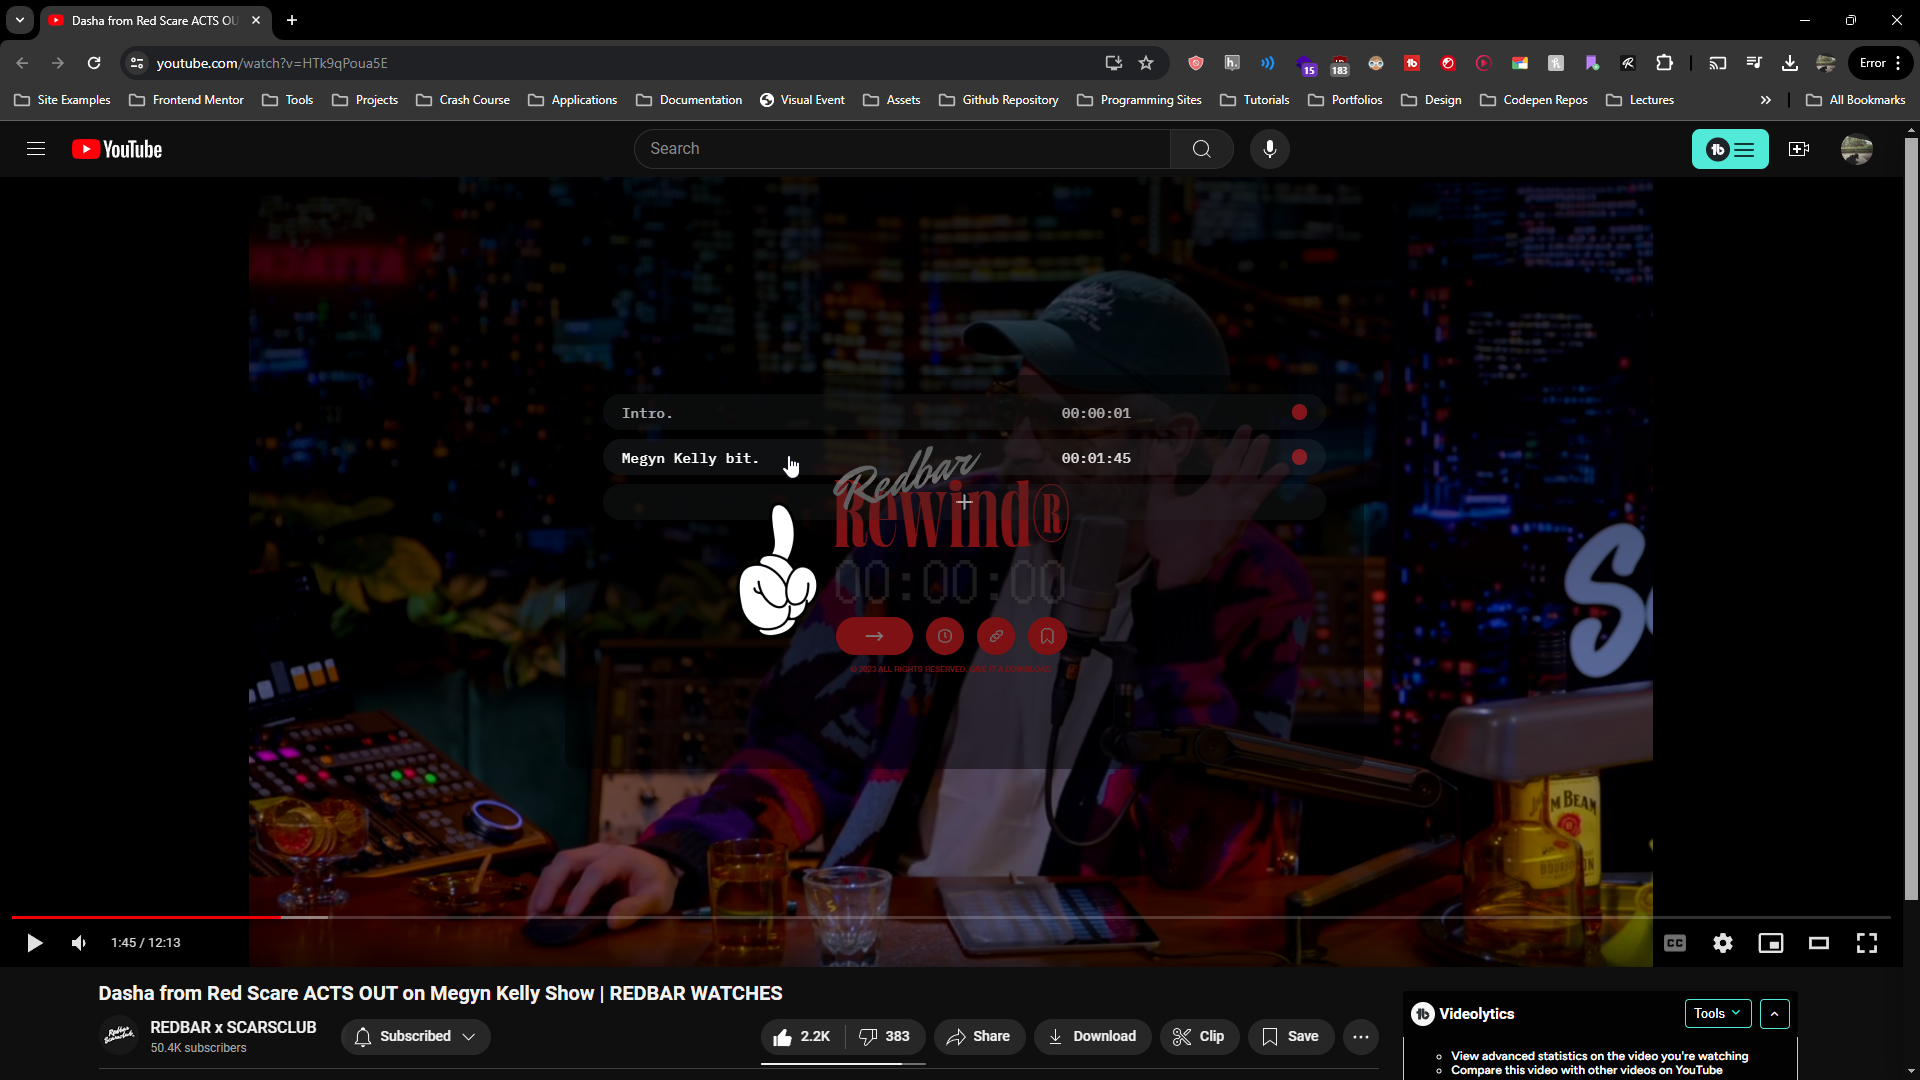 Dasha from Red Scare ACTS OU
youtube.com/watch?v=HTk9qPoua5E
15
183
Error
Site Examples
Frontend Mentor
Tools
Projects
Crash Course
Applications
Documentation
Visual Event
Assets
Github Repository
Programming Sites
Tutorials
Portfolios
Design
Codepen Repos
Lectures
All Bookmarks
YouTube
Search
Intro. 00:00:01
Megyn Kelly bit. 00:01:45
Redbar
Rewind®
00:00:00
© 2023 ALL RIGHTS RESERVED.
JIM BEAM
1:45 / 12:13
CC
Dasha from Red Scare ACTS OUT on Megyn Kelly Show | REDBAR WATCHES
REDBAR x SCARSCLUB
50.4K subscribers
Subscribed
2.2K
383
Share
Download
Clip
Save
Videolytics
Tools
View advanced statistics on the video you're watching
Compare this video with other videos on YouTube